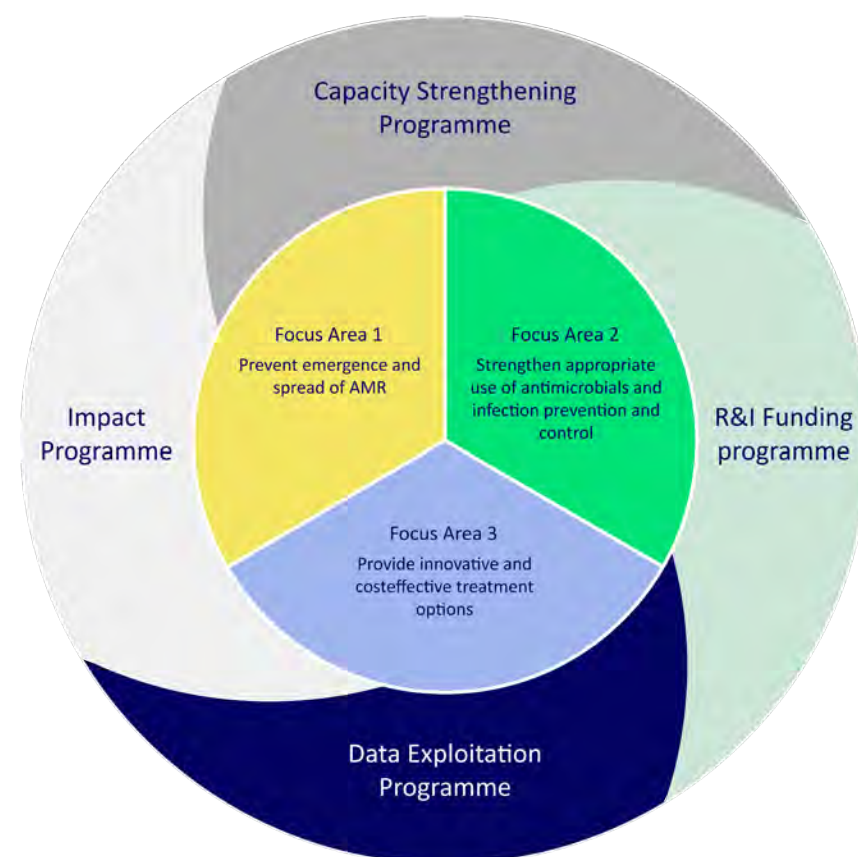 Capacity Strengthening
Programme
Focus Area 1
Prevent emergence and
spread of AMR
Focus Area 2
Strengthen appropriate
use of antimicrobials and
infection prevention and
control
Impact
Programme
R&I Funding
programme
Focus Area 3
Provide innovative and
costeffective treatment
options
Data Exploitation
Programme